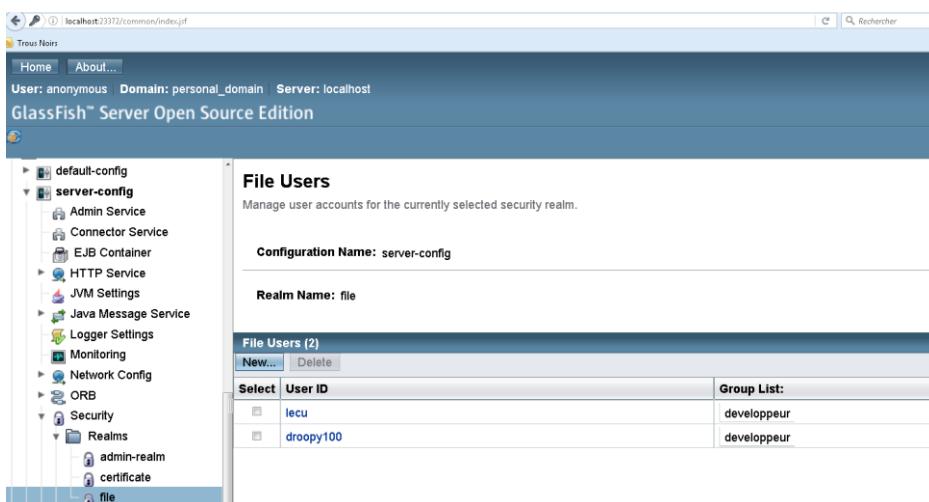 localhost:23372/common/index.jsf
Rechercher
Trous Noirs
Home About...
User: anonymous Domain: personal_domain Server: localhost
GlassFish™ Server Open Source Edition
default-config
server-config
Admin Service
Connector Service
EJB Container
HTTP Service
JVM Settings
Java Message Service
Logger Settings
Monitoring
Network Config
ORB
Security
Realms
admin-realm
certificate
file
File Users
Manage user accounts for the currently selected security realm.
Configuration Name: server-config
Realm Name: file
File Users (2)
New... Delete
Select User ID Group List:
lecu developpeur
droopy100 developpeur